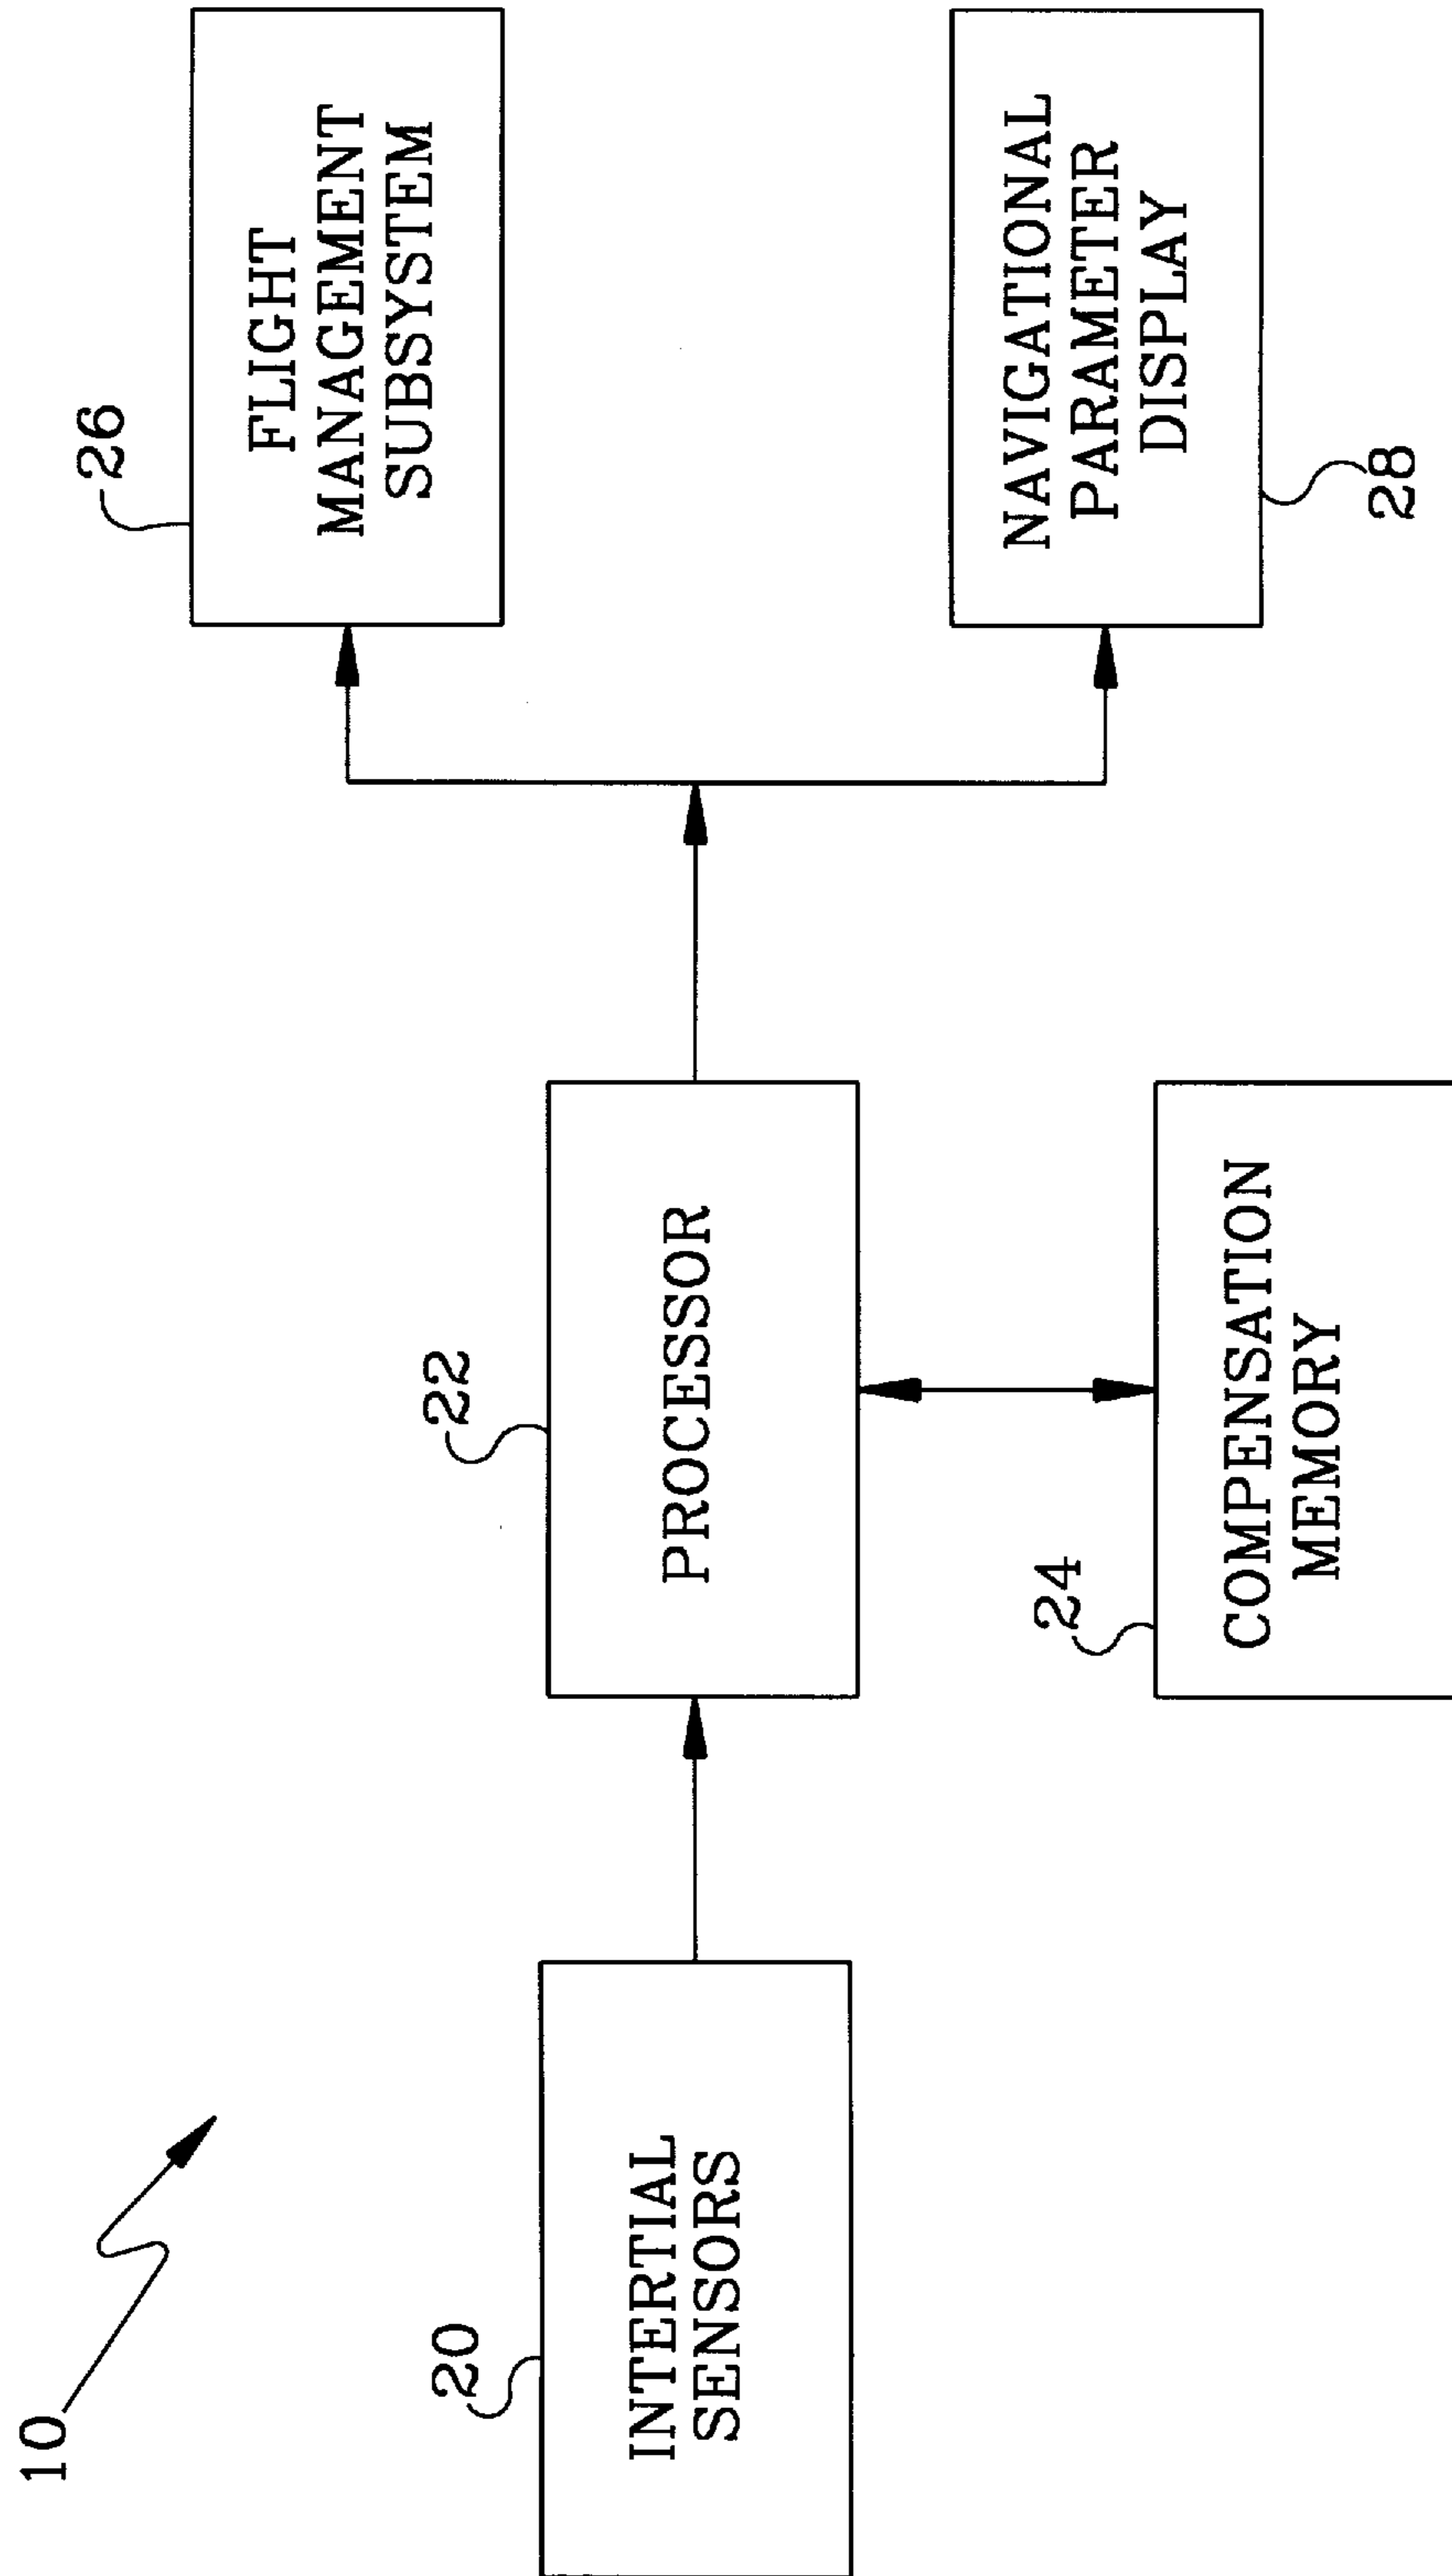 10
20
INTERTIAL
SENSORS
22
PROCESSOR
24
COMPENSATION
MEMORY
26
FLIGHT
MANAGEMENT
SUBSYSTEM
NAVIGATIONAL
PARAMETER
DISPLAY
28